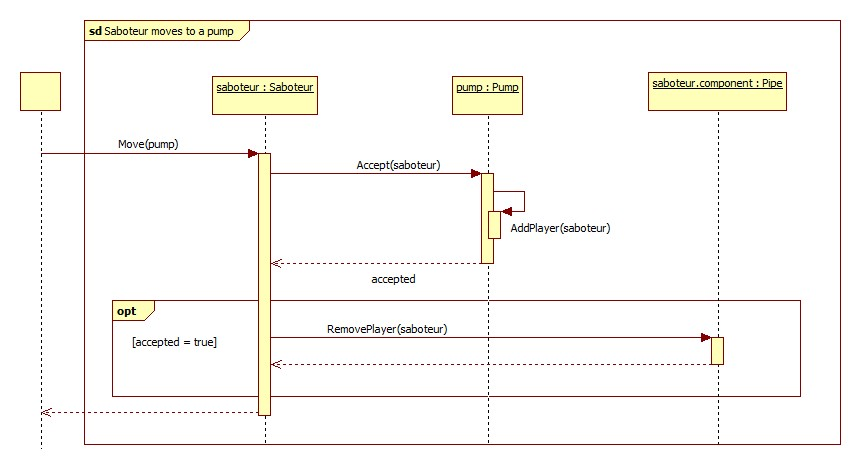 sd Saboteur moves to a pump
saboteur : Saboteur
pump : Pump
saboteur.component : Pipe
Move(pump)
Accept(saboteur)
AddPlayer(saboteur)
accepted
opt
RemovePlayer(saboteur)
[accepted = true]